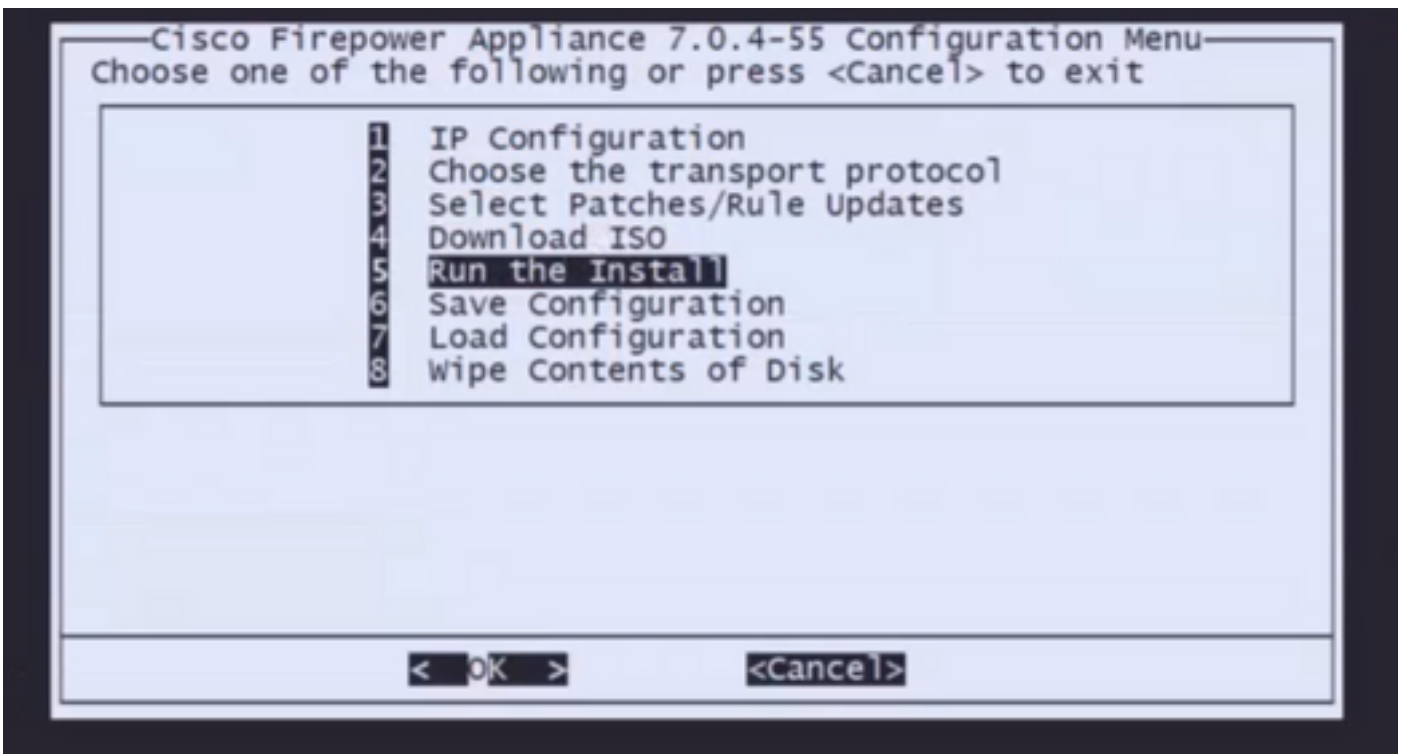 Cisco Firepower Appliance 7.0.4-55 Configuration Menu
Choose one of the following or press <Cancel> to exit
1 IP Configuration
2 Choose the transport protocol
3 Select Patches/Rule Updates
4 Download ISO
5 Run the Install
6 Save Configuration
7 Load Configuration
8 Wipe Contents of Disk
< OK > <Cancel>